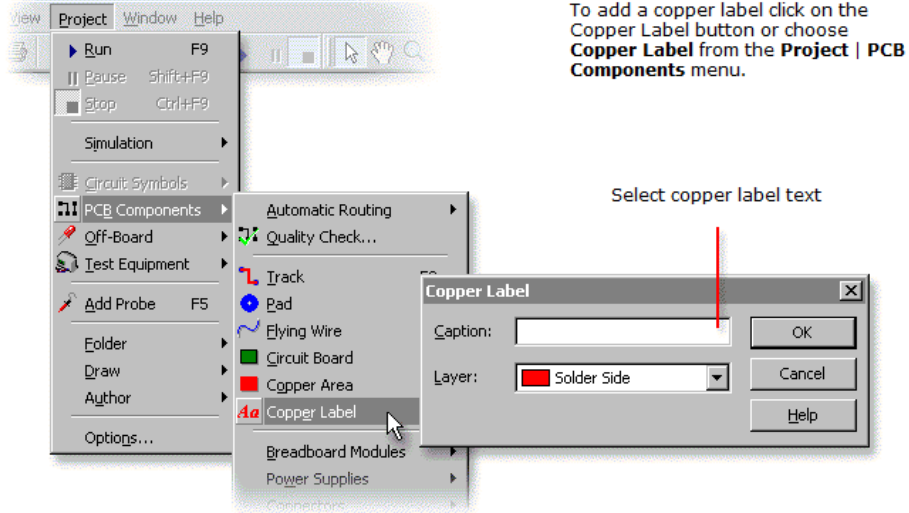 View Project Window Help
To add a copper label click on the
Copper Label button or choose
Copper Label from the Project | PCB
Components menu.
Run F9
Pause Shift+F9
Stop Ctrl+F9
Simulation
Circuit Symbols
PCB Components
Off-Board
Test Equipment
Add Probe F5
Folder
Draw
Author
Options...
Automatic Routing
Quality Check...
Track
Pad
Flying Wire
Circuit Board
Copper Area
Aa Copper Label
Breadboard Modules
Power Supplies
Connectors
Select copper label text
Copper Label
Caption:
OK
Layer: Solder Side
Cancel
Help